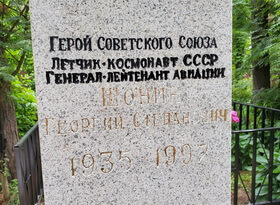 ГЕРОЙ СОВЕТСКОГО СОЮЗА
ЛЕТЧИК-КОСМОНАВТ СССР
ГЕНЕРАЛ-ЛЕЙТЕНАНТ АВИАЦИИ
ШОНИН
ГЕОРГИЙ СТЕПАНОВИЧ
1935 1997